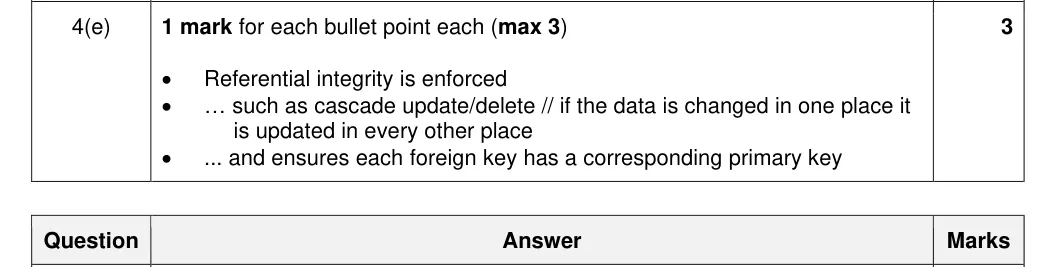 4(e) 1 mark for each bullet point each (max 3) 3
• Referential integrity is enforced
• … such as cascade update/delete // if the data is changed in one place it
is updated in every other place
• ... and ensures each foreign key has a corresponding primary key
Question Answer Marks